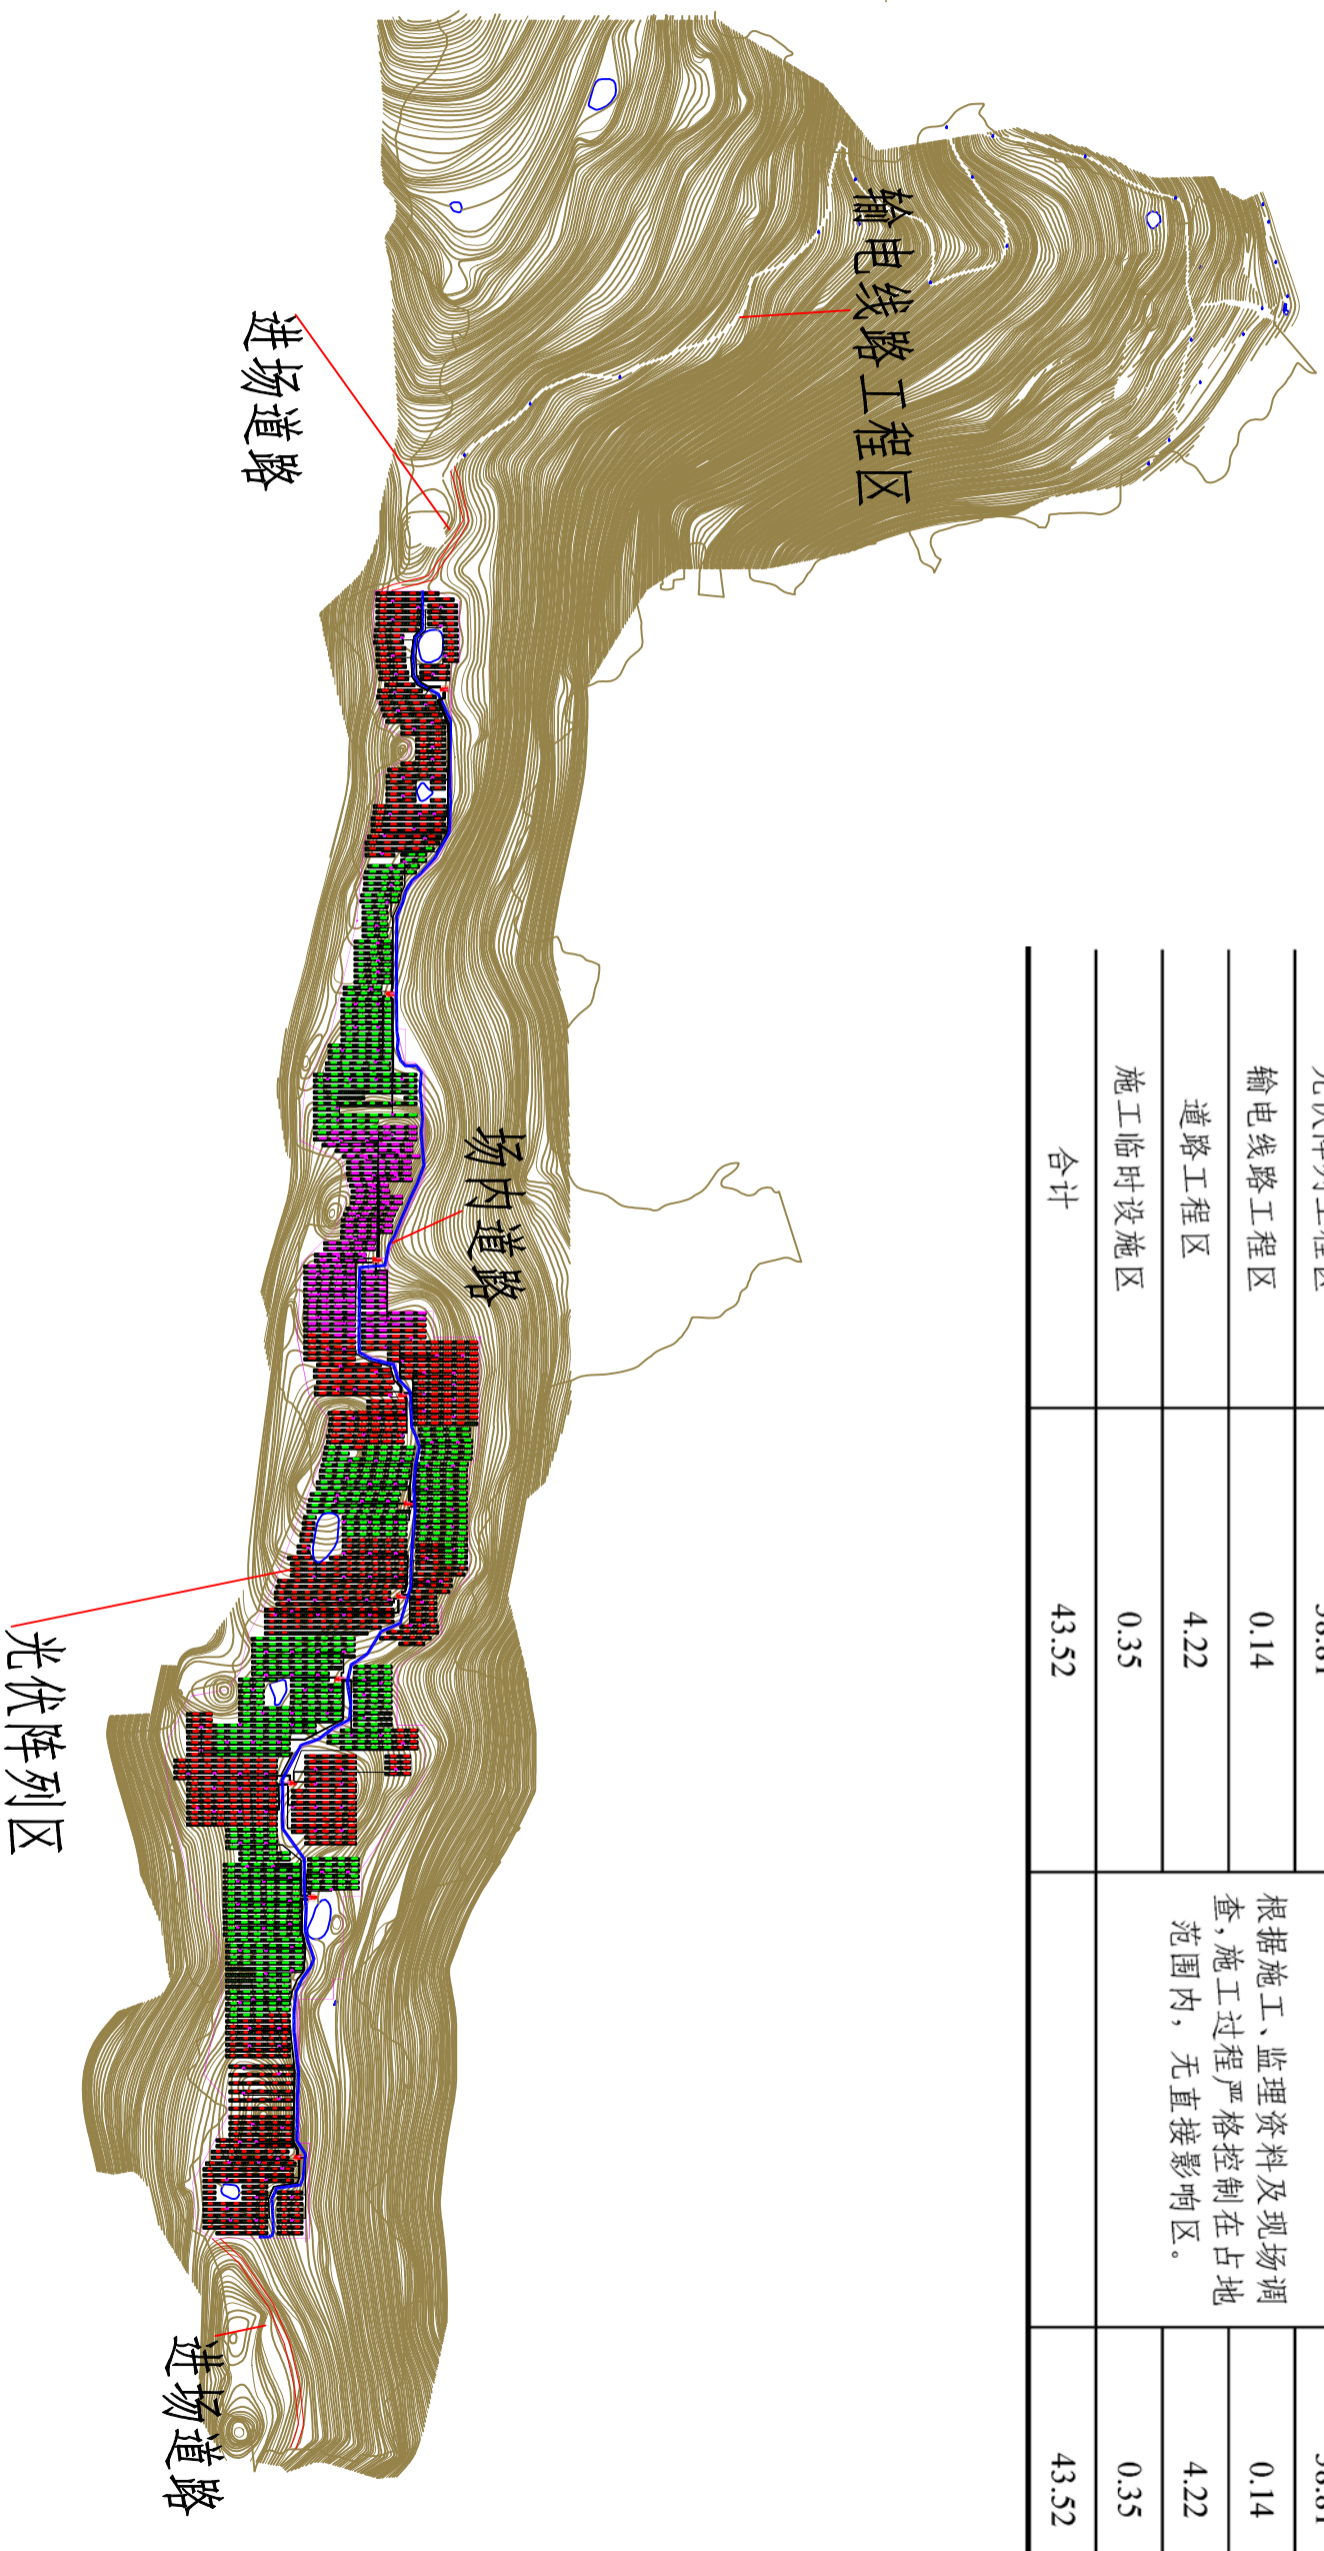 输电线路工程区 0.14 0.14
道路工程区 4.22 4.22
施工临时设施区 0.35 0.35
根据施工、监理资料及现场调
查,施工过程严格控制在占地
范围内，无直接影响区。
合计 43.52 43.52
输电线路工程区
场内道路
进场道路
进场道路
光伏阵列区